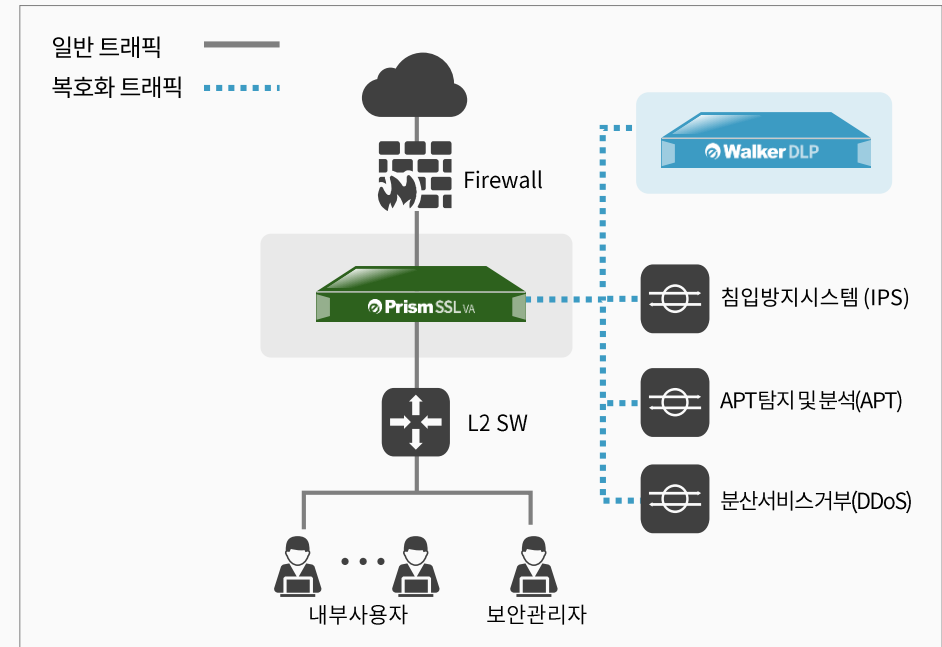 일반 트래픽
복호화 트래픽
Firewall
Walker DLP
Prism SSL VA
침입방지시스템 (IPS)
APT탐지 및 분석(APT)
L2 SW
분산서비스거부(DDoS)
내부사용자
보안관리자